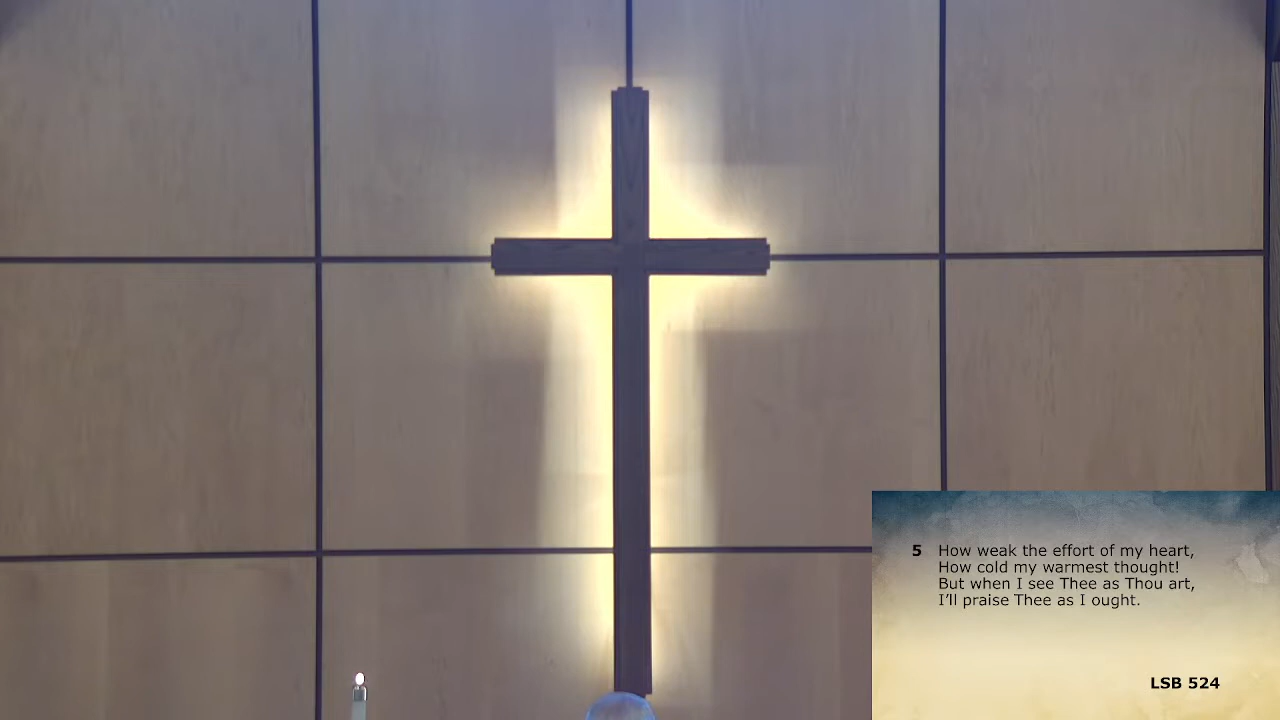 5 How weak the effort of my heart,
How cold my warmest thought!
But when I see Thee as Thou art,
I'll praise Thee as I ought.
LSB 524